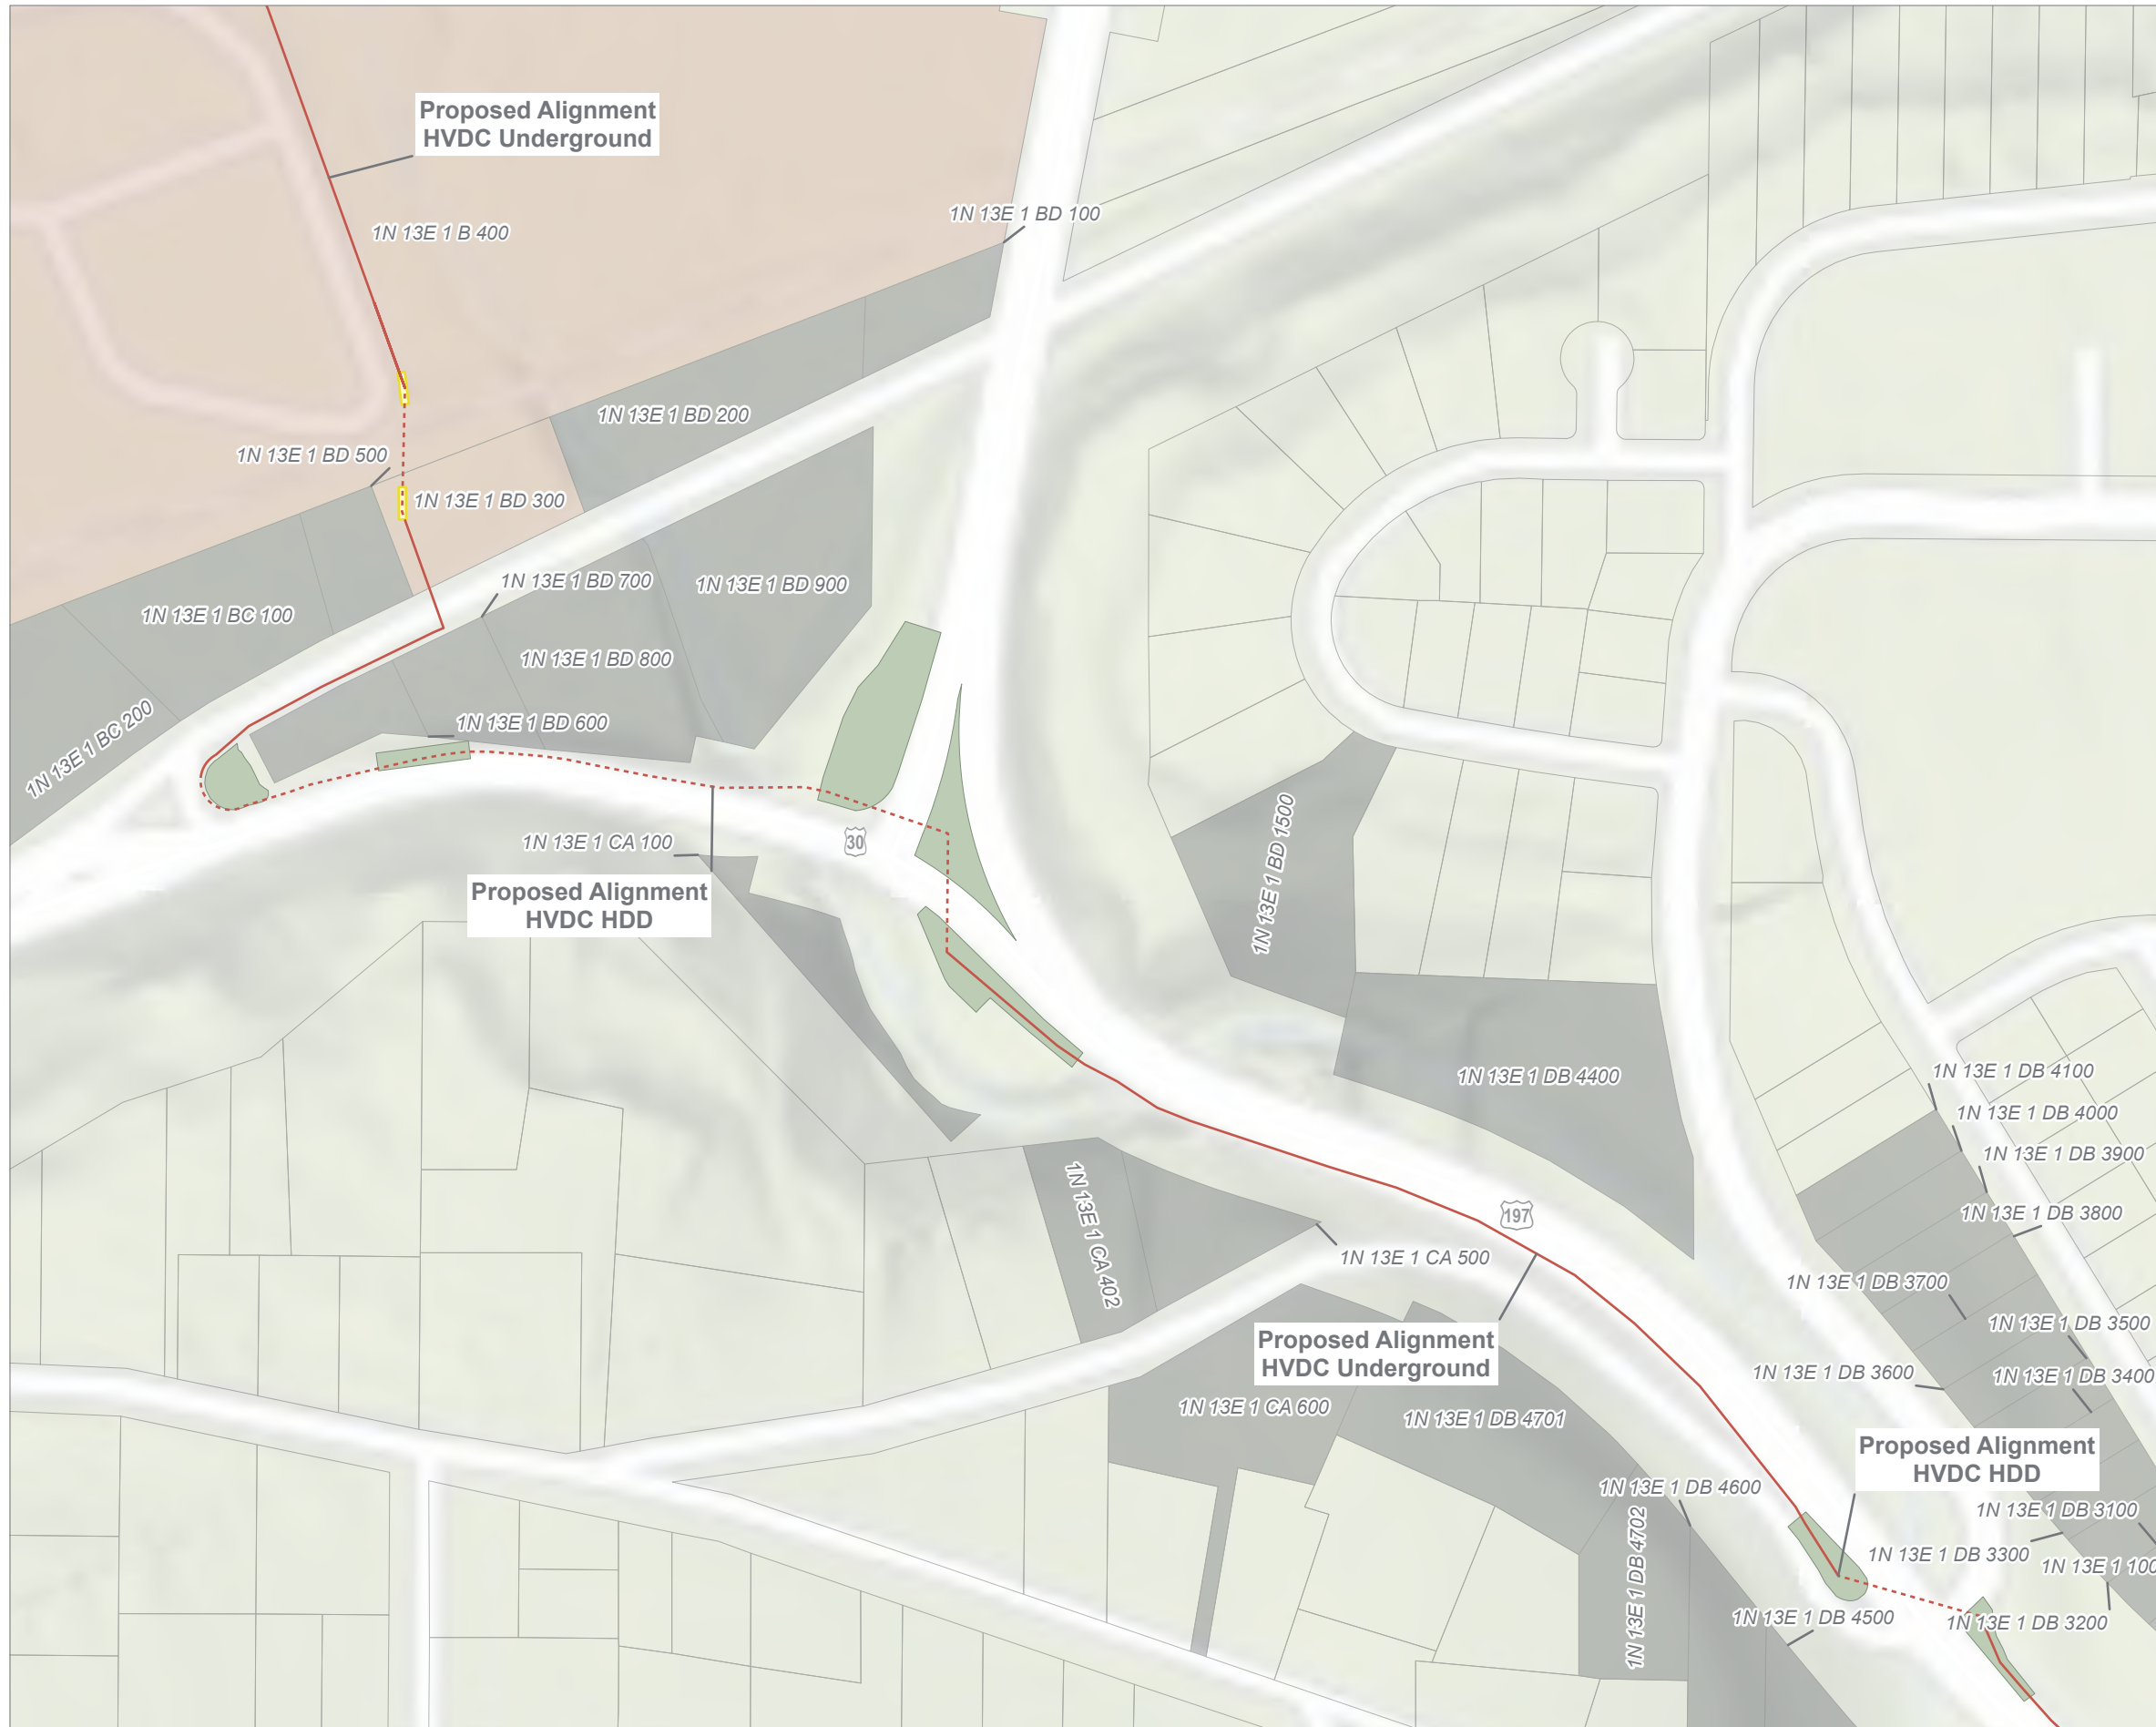 Proposed Alignment
HVDC Underground
1N 13E 1 BD 100
1N 13E 1 B 400
1N 13E 1 BD 200
1N 13E 1 BD 500
1N 13E 1 BD 300
1N 13E 1 BD 700
1N 13E 1 BD 900
1N 13E 1 BC 100
1N 13E 1 BD 800
1N 13E 1 BD 600
1N 13E 1 BC 200
1N 13E 1 CA 100
30
1N 13E 1 BD 1500
Proposed Alignment
HVDC HDD
1N 13E 1 DB 4400
1N 13E 1 DB 4100
1N 13E 1 DB 4000
1N 13E 1 DB 3900
1N 13E 1 DB 3800
197
1N 13E 1 CA 402
1N 13E 1 CA 500
1N 13E 1 DB 3700
1N 13E 1 DB 3500
Proposed Alignment
HVDC Underground
1N 13E 1 DB 3600
1N 13E 1 DB 3400
1N 13E 1 CA 600
1N 13E 1 DB 4701
Proposed Alignment
HVDC HDD
1N 13E 1 DB 4600
1N 13E 1 DB 3100
1N 13E 1 DB 4702
1N 13E 1 DB 3300
1N 13E 1 100
1N 13E 1 DB 4500
1N 13E 1 DB 3200